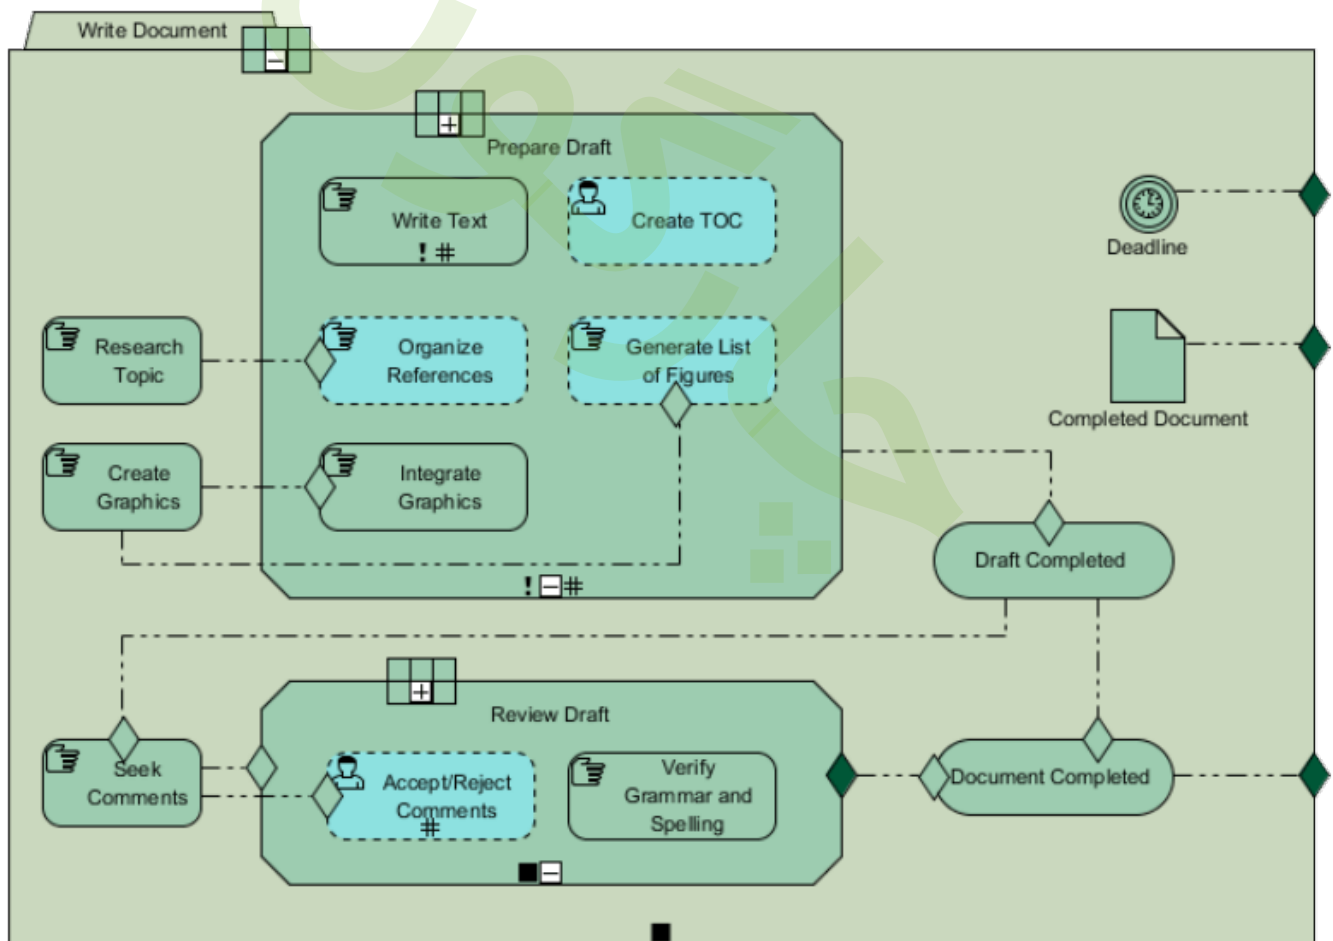 Write Document
Prepare Draft
Write Text
! #
Create TOC
Deadline
Research
Topic
Organize
References
Generate List
of Figures
Completed Document
Create
Graphics
Integrate
Graphics
! #
Draft Completed
Review Draft
Seek
Comments
Accept/Reject
Comments
#
Verify
Grammar and
Spelling
Document Completed